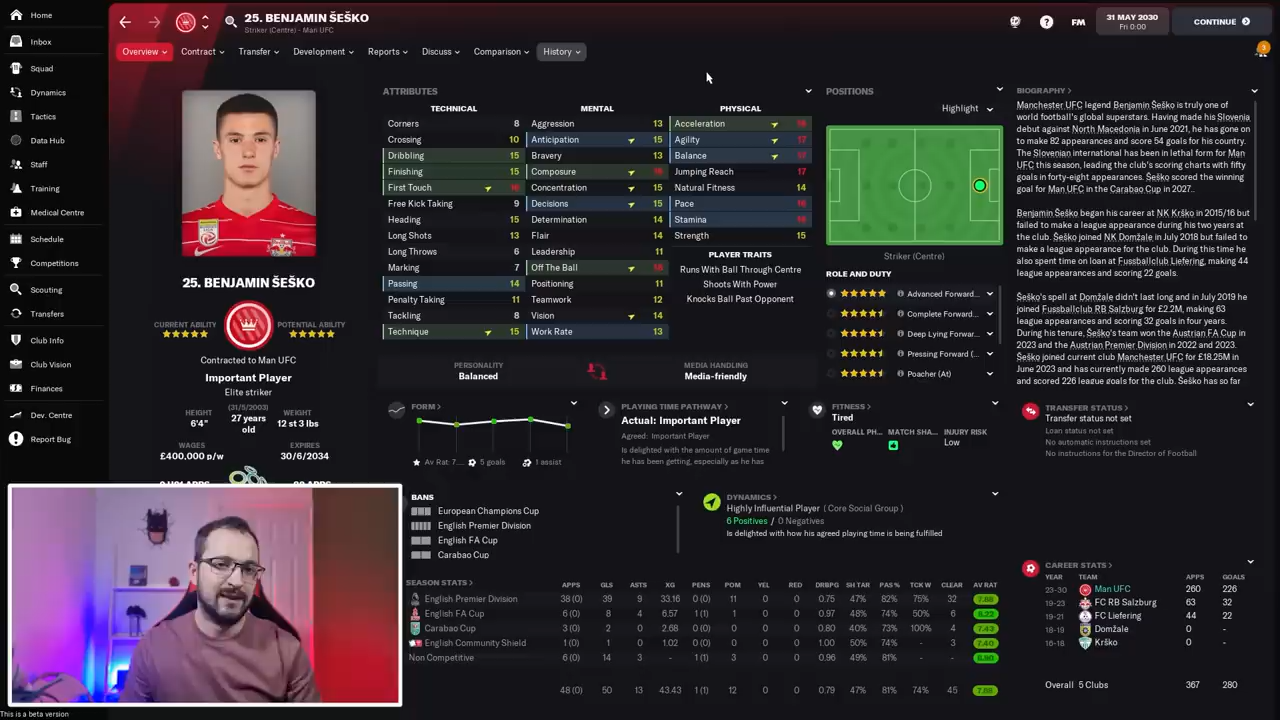 Home
Inbox
Squad
Dynamics
Tactics
Data Hub
Staff
Training
Medical Centre
Schedule
Competitions
Scouting
Transfers
Club Info
Club Vision
Finances
Dev. Centre
Report Bug
This is a beta version
25. BENJAMIN ŠEŠKO
Striker (Centre) - Man UFC
FM
31 MAY 2030
Fri 0:00
CONTINUE
3
Overview
Contract
Transfer
Development
Reports
Discuss
Comparison
History
25. BENJAMIN ŠEŠKO
CURRENT ABILITY
POTENTIAL ABILITY
Contracted to Man UFC
Important Player
Elite striker
HEIGHT
6'4"
(31/5/2003)
27 years old
WEIGHT
12 st 3 lbs
WAGES
£400,000 p/w
EXPIRES
30/6/2034
ATTRIBUTES
TECHNICAL
Corners 8
Crossing 10
Dribbling 15
Finishing 15
First Touch
Free Kick Taking 9
Heading 15
Long Shots 13
Long Throws 6
Marking 7
Passing 14
Penalty Taking 11
Tackling 8
Technique 15
MENTAL
Aggression 13
Anticipation 15
Bravery 13
Composure
Concentration 15
Decisions 15
Determination 14
Flair 14
Leadership 11
Off The Ball
Positioning 11
Teamwork 12
Vision 14
Work Rate 13
PHYSICAL
Acceleration
Agility 17
Balance
Jumping Reach 17
Natural Fitness 14
Pace
Stamina
Strength 15
PLAYER TRAITS
Runs With Ball Through Centre
Shoots With Power
Knocks Ball Past Opponent
PERSONALITY
Balanced
MEDIA HANDLING
Media-friendly
POSITIONS
Highlight
Striker (Centre)
ROLE AND DUTY
Advanced Forward...
Complete Forwar...
Deep Lying Forwar...
Pressing Forward (...
Poacher (At)
BIOGRAPHY
Manchester UFC legend Benjamin Šeško is truly one of
world football's global superstars. Having made his Slovenia
debut against North Macedonia in June 2021, he has gone on
to make 82 appearances and score 54 goals for his country.
The Slovenian international has been in lethal form for Man
UFC this season, leading the club's scoring charts with fifty
goals in forty-eight appearances. Šeško scored the winning
goal for Man UFC in the Carabao Cup in 2027..
Benjamin Šeško began his career at NK Krško in 2015/16 but
failed to make a league appearance during his two years at
the club. Šeško joined NK Domžale in July 2018 but failed to
make a league appearance for the club. During this time he
also spent time on loan at Fussballclub Liefering, making 44
league appearances and scoring 22 goals.
Šeško's spell at Domžale didn't last long and in July 2019 he
joined Fussballclub RB Salzburg for £2.2M, making 63
league appearances and scoring 32 goals in four years.
During his tenure, Šeško's team won the Austrian FA Cup in
2023 and the Austrian Premier Division in 2022 and 2023.
Šeško joined current club Manchester UFC for £18.25M in
June 2023 and has currently made 260 league appearances
and scored 226 league goals for the club. Šeško has so far
FORM
Av Rat: 7....
5 goals
1 assist
PLAYING TIME PATHWAY
Actual: Important Player
Agreed: Important Player
Is delighted with the amount of game time
he has been getting, especially as he has
FITNESS
Tired
OVERALL PH...
MATCH SHA...
INJURY RISK
Low
TRANSFER STATUS
Transfer status not set
Loan status not set
No automatic instructions set
No instructions for the Director of Football
BANS
European Champions Cup
English Premier Division
English FA Cup
Carabao Cup
DYNAMICS
Highly Influential Player ( Core Social Group )
6 Positives / 0 Negatives
Is delighted with how his agreed playing time is being fulfilled
SEASON STATS
APPS GLS ASTS XG PENS POM YEL RED DRBPG SH TAR PAS % TCK W CLEAR AV RAT
English Premier Division 38 (0) 39 9 33.16 0 (0) 11 - - 0.75 47% 82% 75% 32 7.88
English FA Cup 6 (0) 8 4 6.57 1 (1) 1 - - 0.97 48% 74% 50% 6 8.22
Carabao Cup 3 (0) 2 - 2.68 0 (0) - - - 0.80 40% 73% 100% 4 7.43
English Community Shield 1 (0) 1 0 1.02 0 (0) - - - 1.00 50% 74% - 3 7.40
Non Competitive 6 (0) 14 3 - 1 (1) 3 0 - 0.96 49% 81% - - 8.90
48 (0) 50 13 43.43 1 (1) 12 - - 0.79 47% 81% 74% 45 7.88
CAREER STATS
YEAR TEAM APPS GOALS
23-30 Man UFC 260 226
19-23 FC RB Salzburg 63 32
19-21 FC Liefering 44 22
18-19 Domžale 0 -
16-18 Krško 0 -
Overall 5 Clubs 367 280